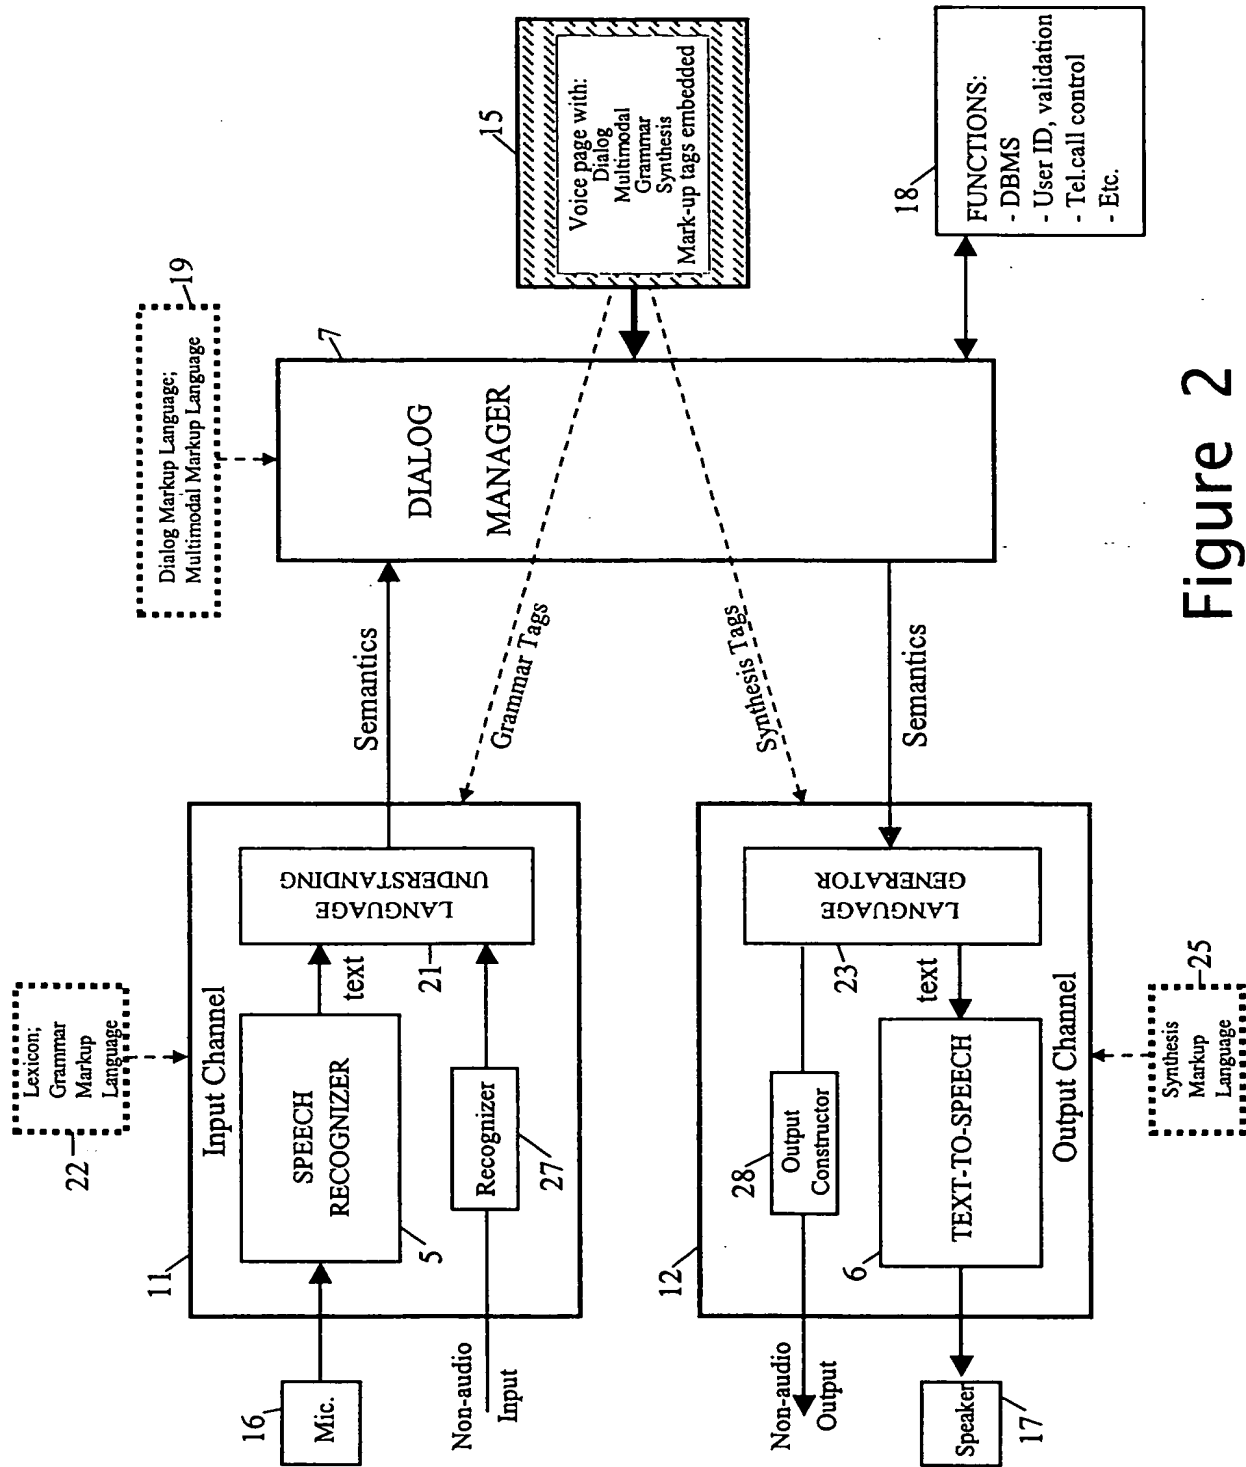 22
Lexicon;
Grammar
Markup
Language
19
Dialog Markup Language;
Multimodal Markup Language
15
Voice page with:
Dialog
Multimodal
Grammar
Synthesis
Mark-up tags embedded
11
Input Channel
16
Mic.
SPEECH
RECOGNIZER
5
text
LANGUAGE
UNDERSTANDING
21
Non-audio
Input
Recognizer
27
Semantics
Grammar Tags
7
DIALOG
MANAGER
Synthesis Tags
Semantics
12
Non-audio
Output
28
Output
Constructor
LANGUAGE
GENERATOR
23
text
6
TEXT-TO-SPEECH
Speaker
17
Output Channel
25
Synthesis
Markup
Language
18
FUNCTIONS:
- DBMS
- User ID, validation
- Tel.call control
- Etc.
Figure 2